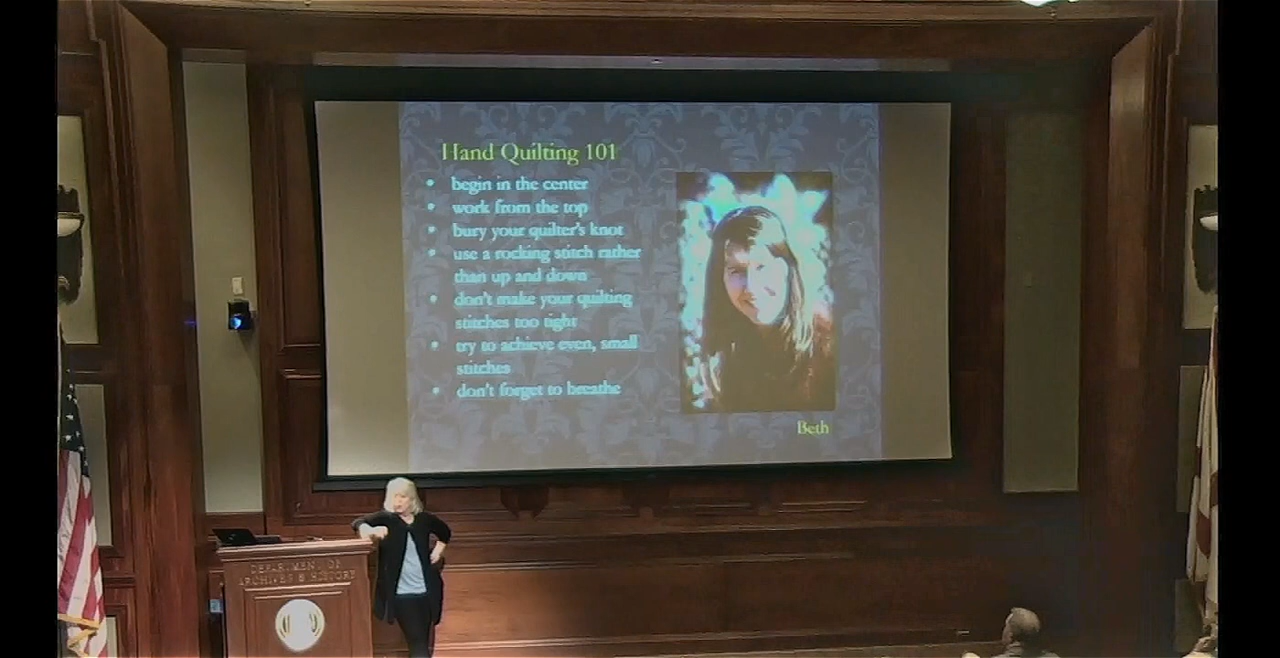 Hand Quilting 101
• begin in the center
• work from the top
• bury your quilter's knot
• use a rocking stitch rather
than up and down
• don't make your quilting
stitches too tight
• try to achieve even, small
stitches
• don't forget to breathe
Beth
DEPARTMENT OF
ARCHIVES & HISTORY